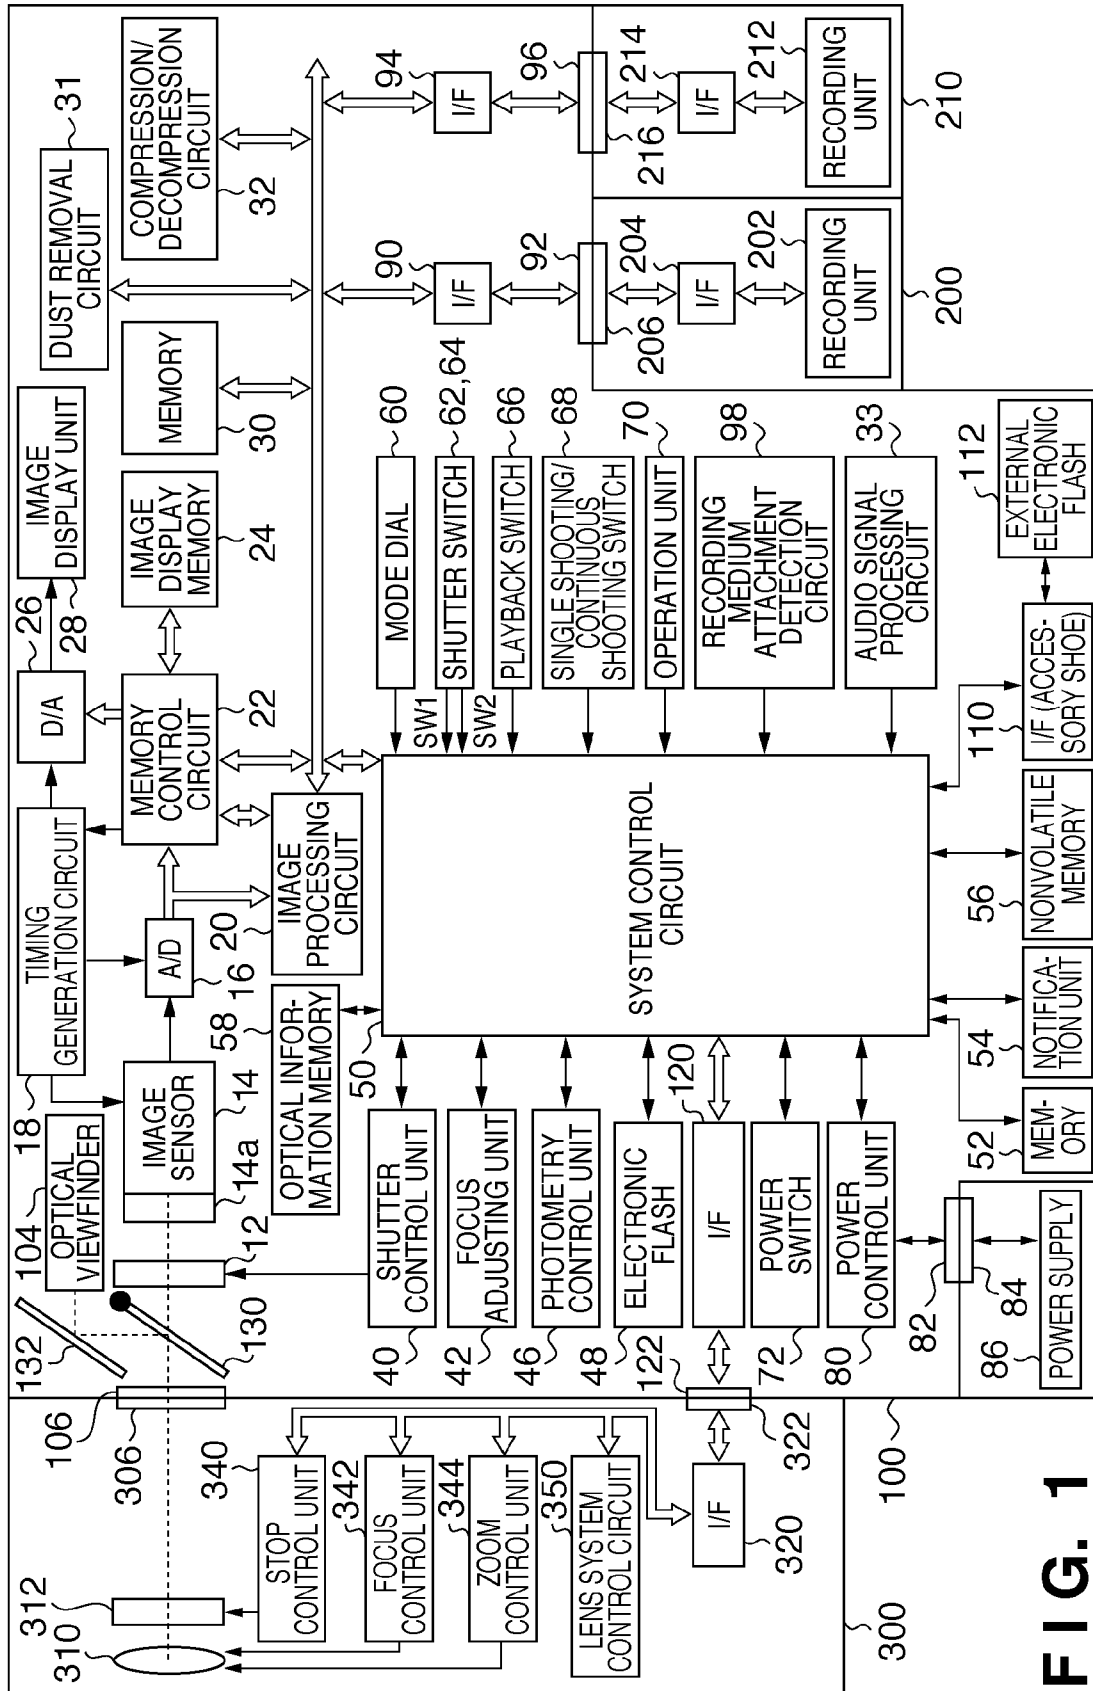 FIG. 1
300
310
312
STOP
CONTROL UNIT
340
FOCUS
CONTROL UNIT
342
ZOOM
CONTROL UNIT
344
LENS SYSTEM
CONTROL CIRCUIT
350
I/F
320
322
122
306
106
100
132
130
104
OPTICAL
VIEWFINDER
12
14a
14
IMAGE
SENSOR
18
TIMING
GENERATION CIRCUIT
A/D
16
D/A
26
IMAGE
DISPLAY UNIT
28
MEMORY
CONTROL
CIRCUIT
22
IMAGE
DISPLAY
MEMORY
24
MEMORY
30
DUST REMOVAL
CIRCUIT
31
COMPRESSION/
DECOMPRESSION
CIRCUIT
32
IMAGE
PROCESSING
CIRCUIT
20
OPTICAL INFOR-
MATION MEMORY
58
50
SYSTEM CONTROL
CIRCUIT
SHUTTER
CONTROL UNIT
40
FOCUS
ADJUSTING UNIT
42
PHOTOMETRY
CONTROL UNIT
46
ELECTRONIC
FLASH
48
I/F
120
POWER
SWITCH
72
POWER
CONTROL UNIT
80
82
84
86
POWER SUPPLY
MEM-
ORY
52
NOTIFICA-
TION UNIT
54
NONVOLATILE
MEMORY
56
I/F (ACCES-
SORY SHOE)
110
EXTERNAL
ELECTRONIC
FLASH
112
MODE DIAL
60
SW1
SHUTTER SWITCH
62,64
SW2
PLAYBACK SWITCH
66
SINGLE SHOOTING/
CONTINUOUS
SHOOTING SWITCH
68
OPERATION UNIT
70
RECORDING
MEDIUM
ATTACHMENT
DETECTION
CIRCUIT
98
AUDIO SIGNAL
PROCESSING
CIRCUIT
33
90
I/F
92
206
204
I/F
202
RECORDING
UNIT
200
94
I/F
96
216
214
I/F
212
RECORDING
UNIT
210